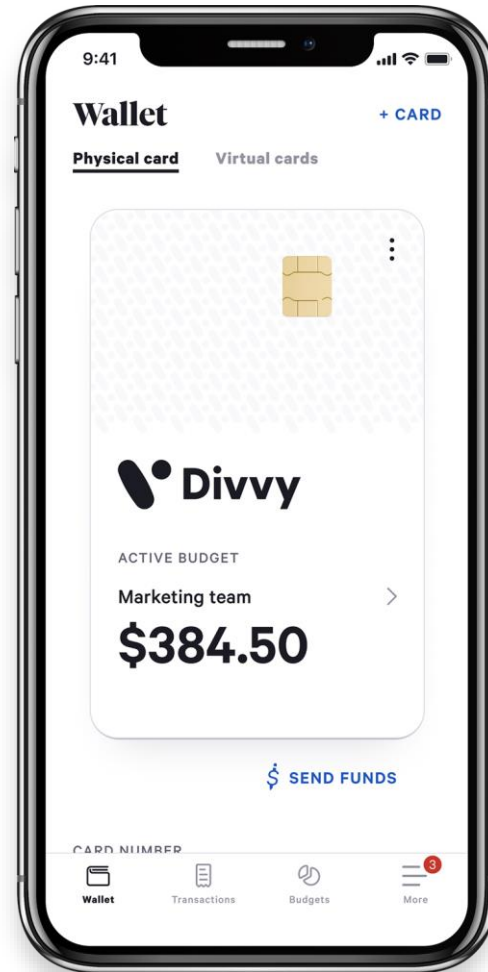 9:41
Wallet
+ CARD
Physical card Virtual cards
Divvy
ACTIVE BUDGET
Marketing team
$384.50
SEND FUNDS
CARD NUMBER
3
Wallet Transactions Budgets More